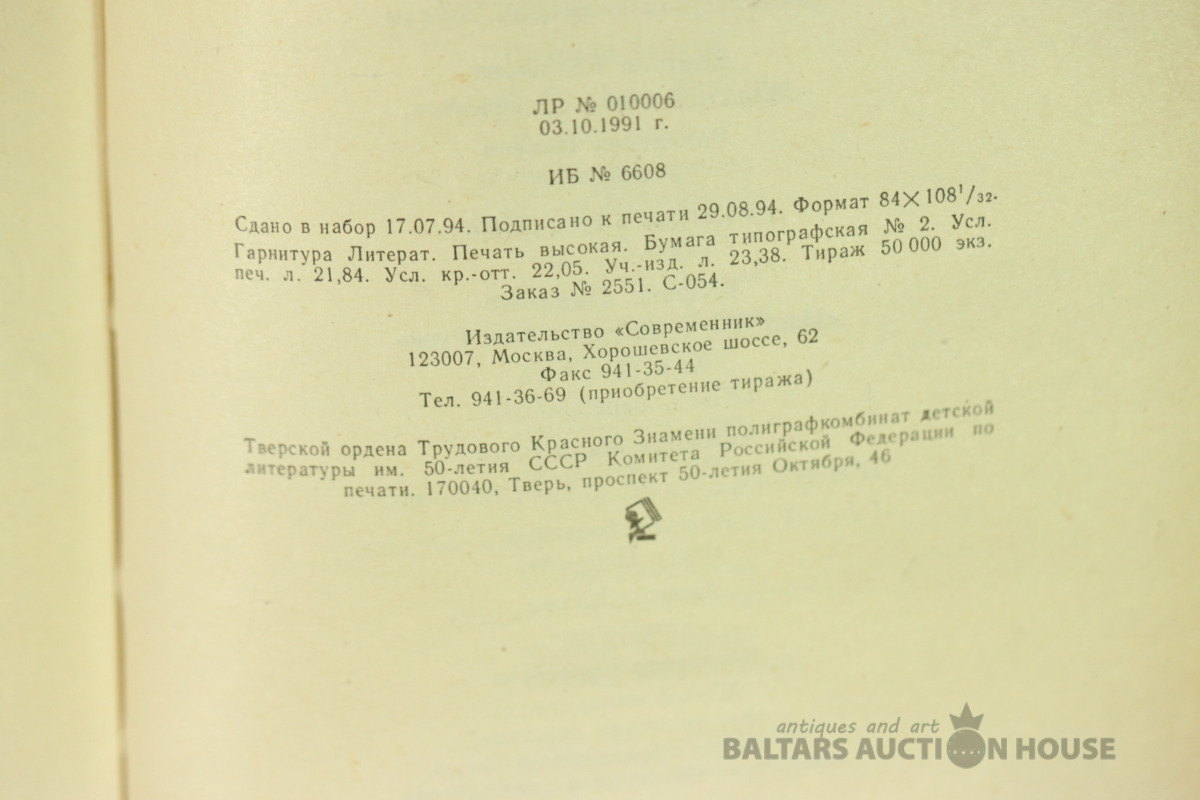 ЛР № 010006
03.10.1991 г.
ИБ № 6608
Сдано в набор 17.07.94. Подписано к печати 29.08.94. Формат 84×108¹/₃₂.
Гарнитура Литерат. Печать высокая. Бумага типографская № 2. Усл.
печ. л. 21,84. Усл. кр.-отт. 22,05. Уч.-изд. л. 23,38. Тираж 50 000 экз.
Заказ № 2551. С-054.
Издательство «Современник»
123007, Москва, Хорошевское шоссе, 62
Факс 941-35-44
Тел. 941-36-69 (приобретение тиража)
Тверской ордена Трудового Красного Знамени полиграфкомбинат детской
литературы им. 50-летия СССР Комитета Российской Федерации по
печати. 170040, Тверь, проспект 50-летия Октября, 46
antiques and art
BALTARS AUCTION HOUSE